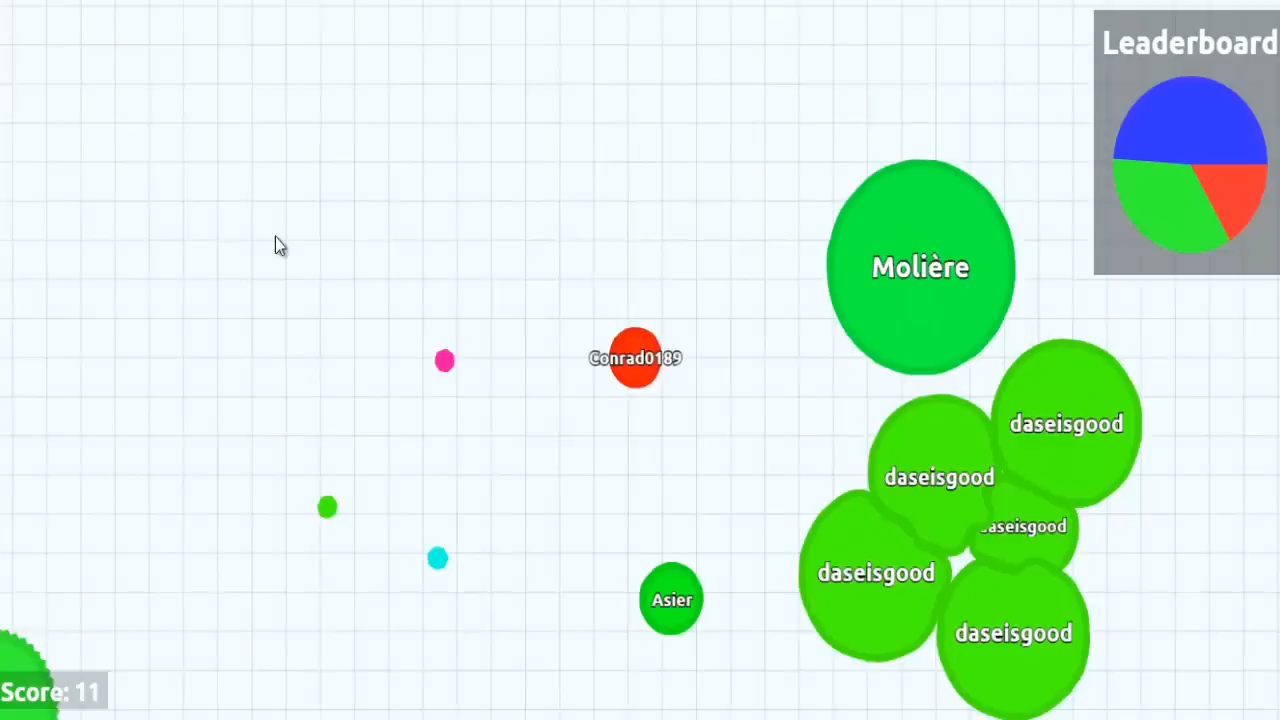 Leaderboard
Molière
Conrad0189
daseisgood
daseisgood
daseisgood
daseisgood
Asier
daseisgood
Score: 11